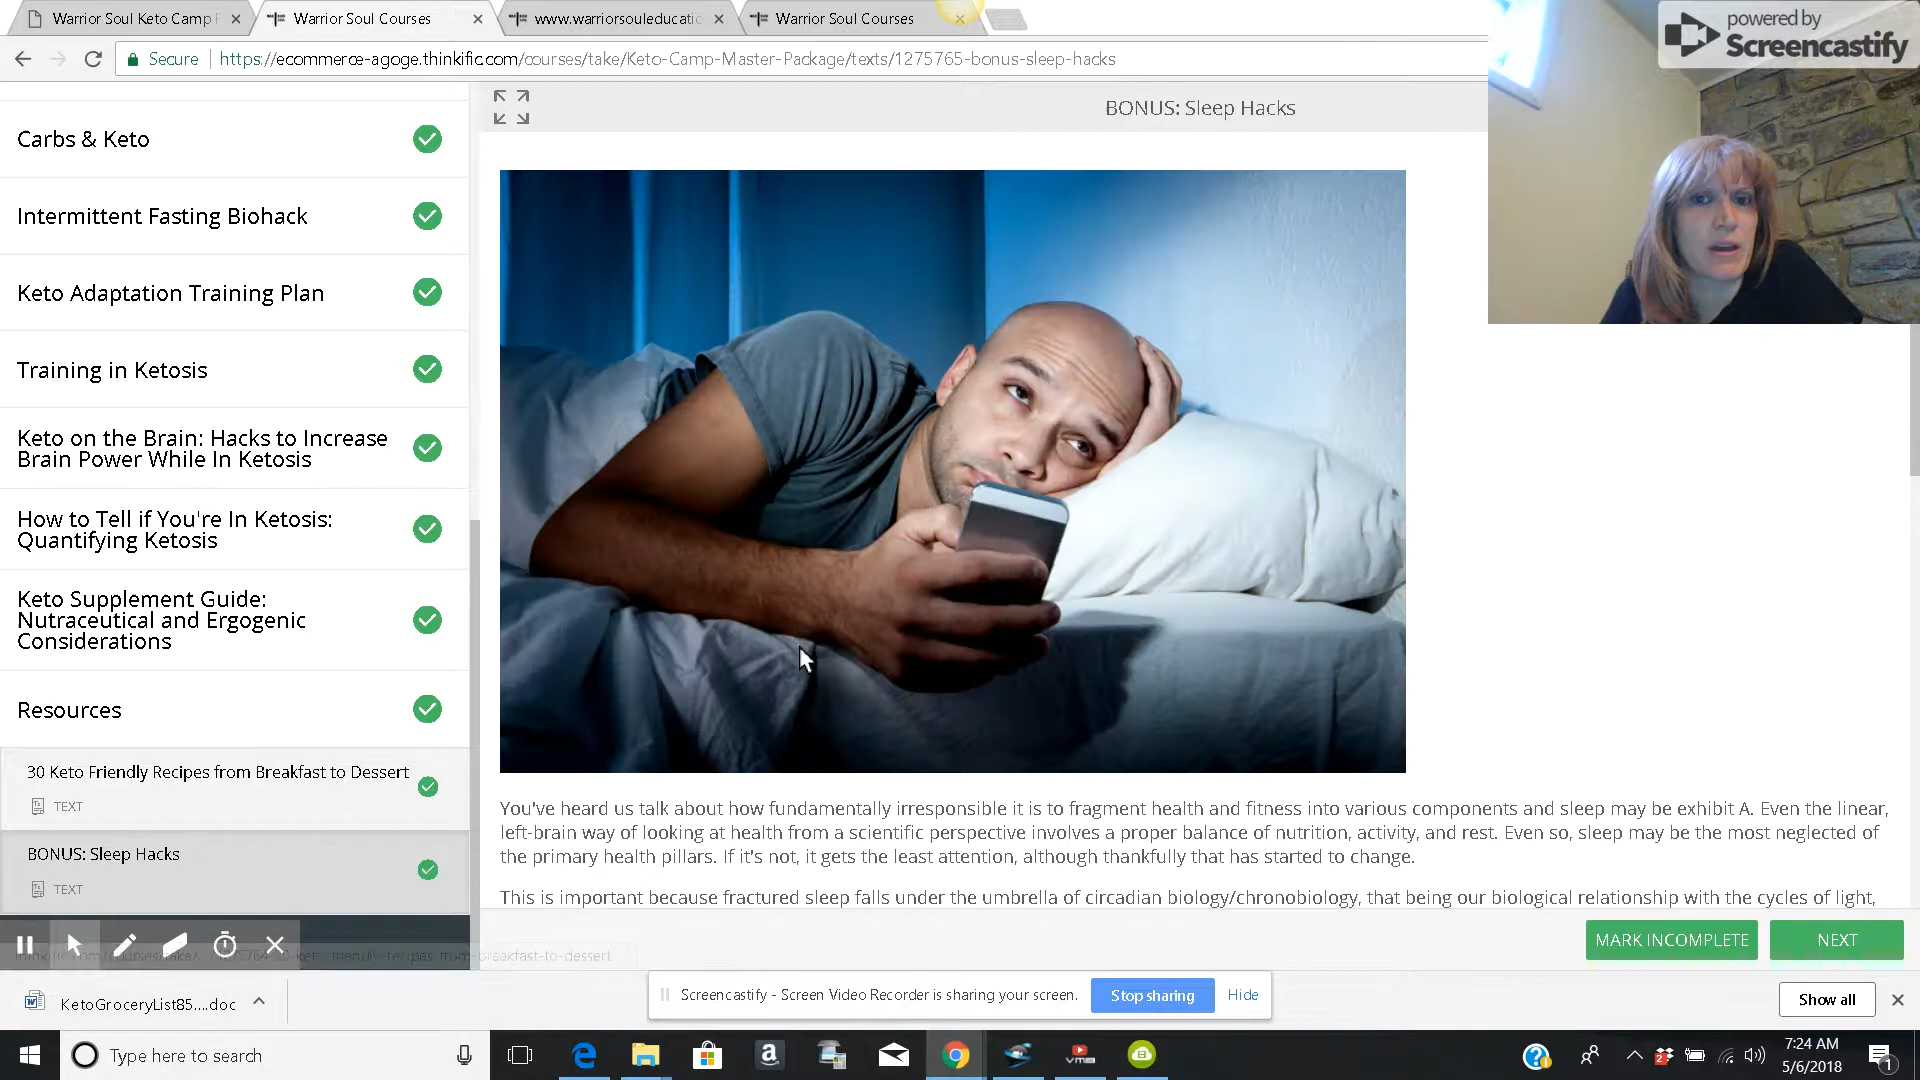 Warrior Soul Keto Camp
Warrior Soul Courses
www.warriorsouleducatio
Warrior Soul Courses
powered by
Screencastify
Secure
https://ecommerce-agoge.thinkific.com/courses/take/Keto-Camp-Master-Package/texts/1275765-bonus-sleep-hacks
BONUS: Sleep Hacks
Carbs & Keto
Intermittent Fasting Biohack
Keto Adaptation Training Plan
Training in Ketosis
Keto on the Brain: Hacks to Increase
Brain Power While In Ketosis
How to Tell if You're In Ketosis:
Quantifying Ketosis
Keto Supplement Guide:
Nutraceutical and Ergogenic
Considerations
Resources
30 Keto Friendly Recipes from Breakfast to Dessert
TEXT
BONUS: Sleep Hacks
TEXT
You've heard us talk about how fundamentally irresponsible it is to fragment health and fitness into various components and sleep may be exhibit A. Even the linear,
left-brain way of looking at health from a scientific perspective involves a proper balance of nutrition, activity, and rest. Even so, sleep may be the most neglected of
the primary health pillars. If it's not, it gets the least attention, although thankfully that has started to change.
This is important because fractured sleep falls under the umbrella of circadian biology/chronobiology, that being our biological relationship with the cycles of light,
MARK INCOMPLETE
NEXT
KetoGroceryList85....doc
Screencastify - Screen Video Recorder is sharing your screen.
Stop sharing
Hide
Show all
Type here to search
7:24 AM
5/6/2018